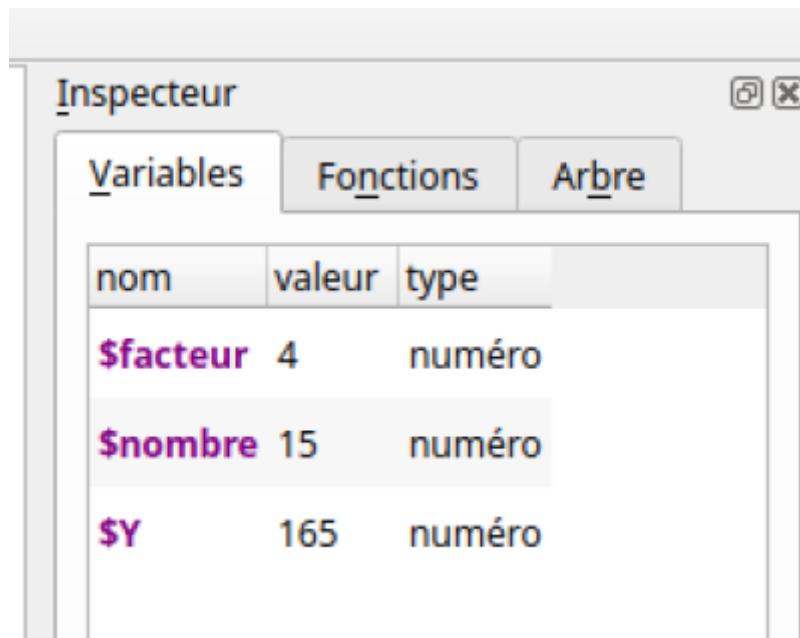 Inspecteur
Variables Fonctions Arbre
nom valeur type
$facteur 4 numéro
$nombre 15 numéro
$Y 165 numéro